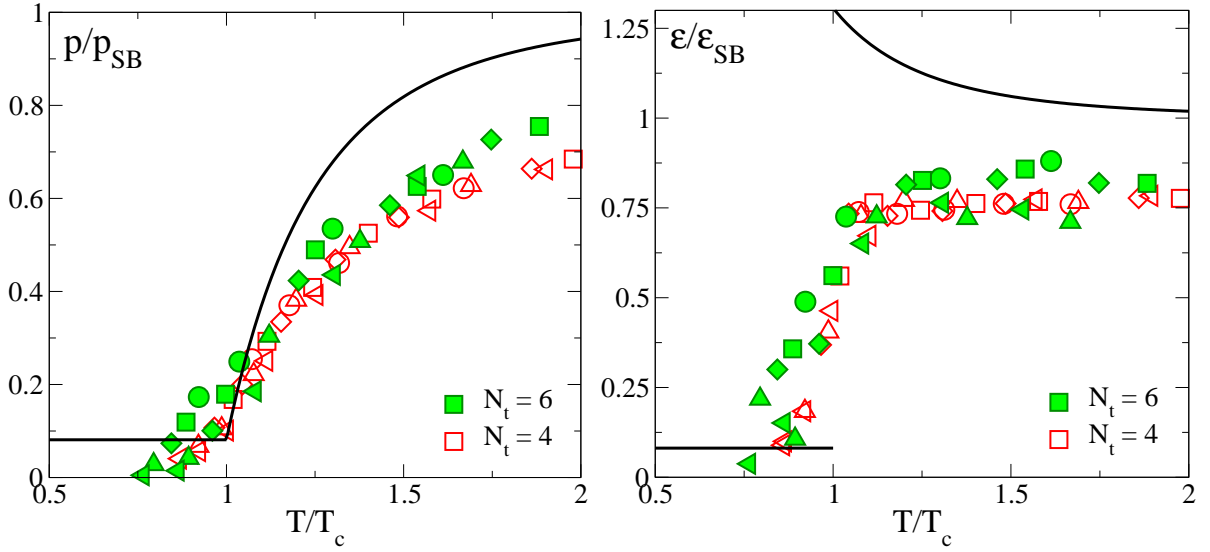 p/p_SB
1
0.8
0.6
0.4
0.2
0
N_t = 6
N_t = 4
0.5 1 1.5 2
T/T_c
ε/ε_SB
1.25
1
0.75
0.5
0.25
0
N_t = 6
N_t = 4
0.5 1 1.5 2
T/T_c